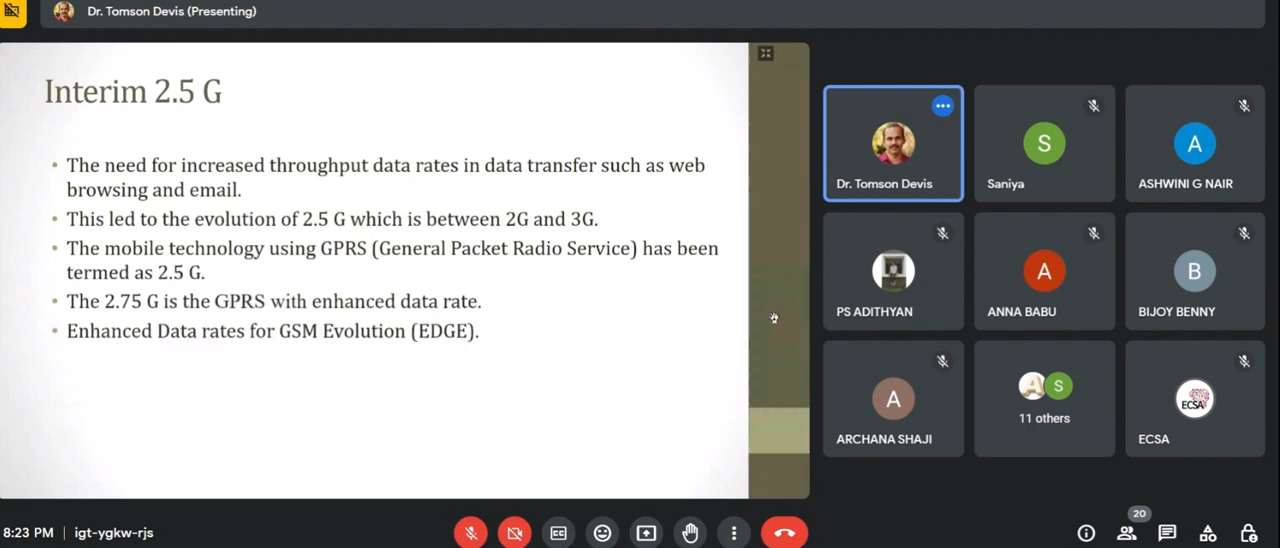 Dr. Tomson Devis (Presenting)
Interim 2.5 G
• The need for increased throughput data rates in data transfer such as web
browsing and email.
• This led to the evolution of 2.5 G which is between 2G and 3G.
• The mobile technology using GPRS (General Packet Radio Service) has been
termed as 2.5 G.
• The 2.75 G is the GPRS with enhanced data rate.
• Enhanced Data rates for GSM Evolution (EDGE).
Dr. Tomson Devis
S
Saniya
A
ASHWINI G NAIR
PS ADITHYAN
A
ANNA BABU
B
BIJOY BENNY
A
ARCHANA SHAJI
A S
11 others
ECSA
ECSA
8:23 PM | igt-ygkw-rjs
CC
20